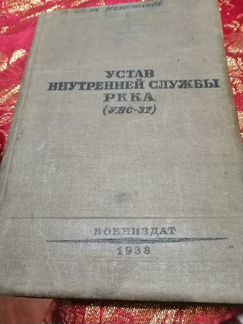 УСТАВ
ВНУТРЕННЕЙ СЛУЖБЫ
РККА
(УВС-37)
ВОЕНИЗДАТ
1938